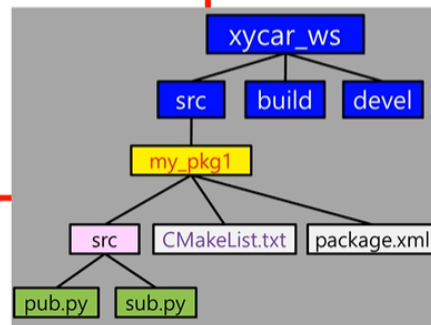 xycar_ws
src
build
devel
my_pkg1
src
CMakeList.txt
package.xml
pub.py
sub.py